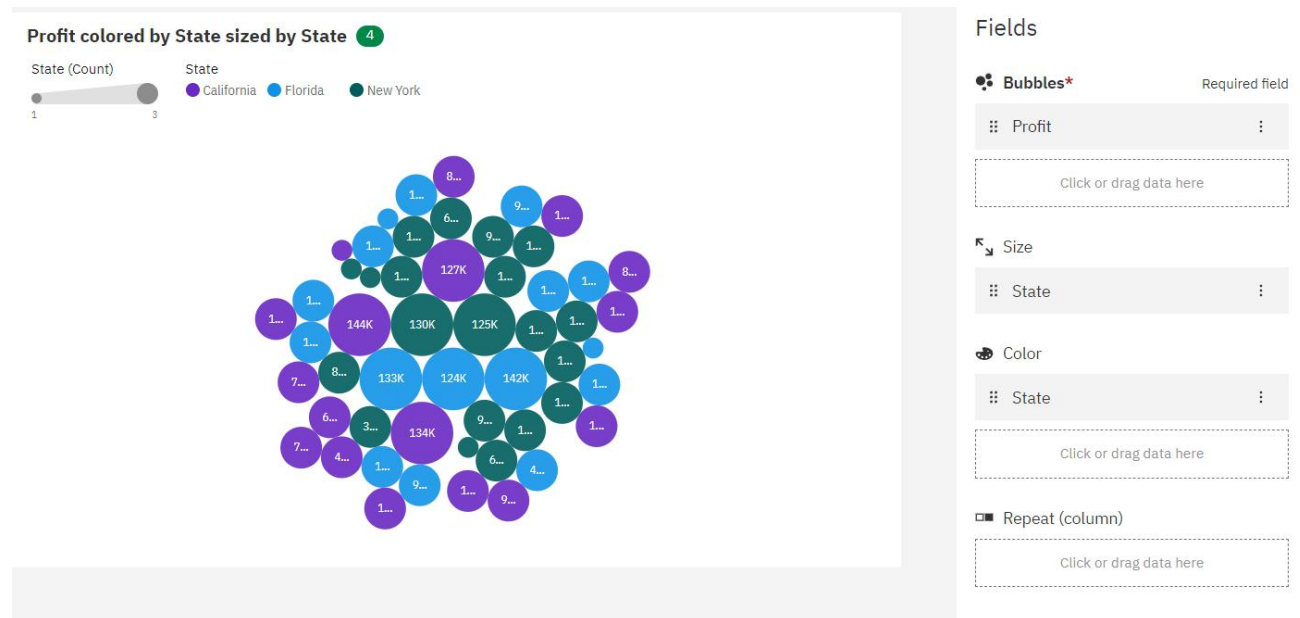 Profit colored by State sized by State 4
State (Count)
1 3
State
California Florida New York
8...
1...
9...
6...
1...
1...
9...
1...
1...
127K
1...
1...
8...
1...
1...
1...
1...
1...
144K
130K
125K
1...
1...
1...
8...
1...
7...
133K
124K
142K
1...
1...
6...
3...
134K
9...
1...
1...
7...
4...
1...
6...
4...
9...
1...
9...
1...
Fields
Bubbles* Required field
Profit
Click or drag data here
Size
State
Color
State
Click or drag data here
Repeat (column)
Click or drag data here